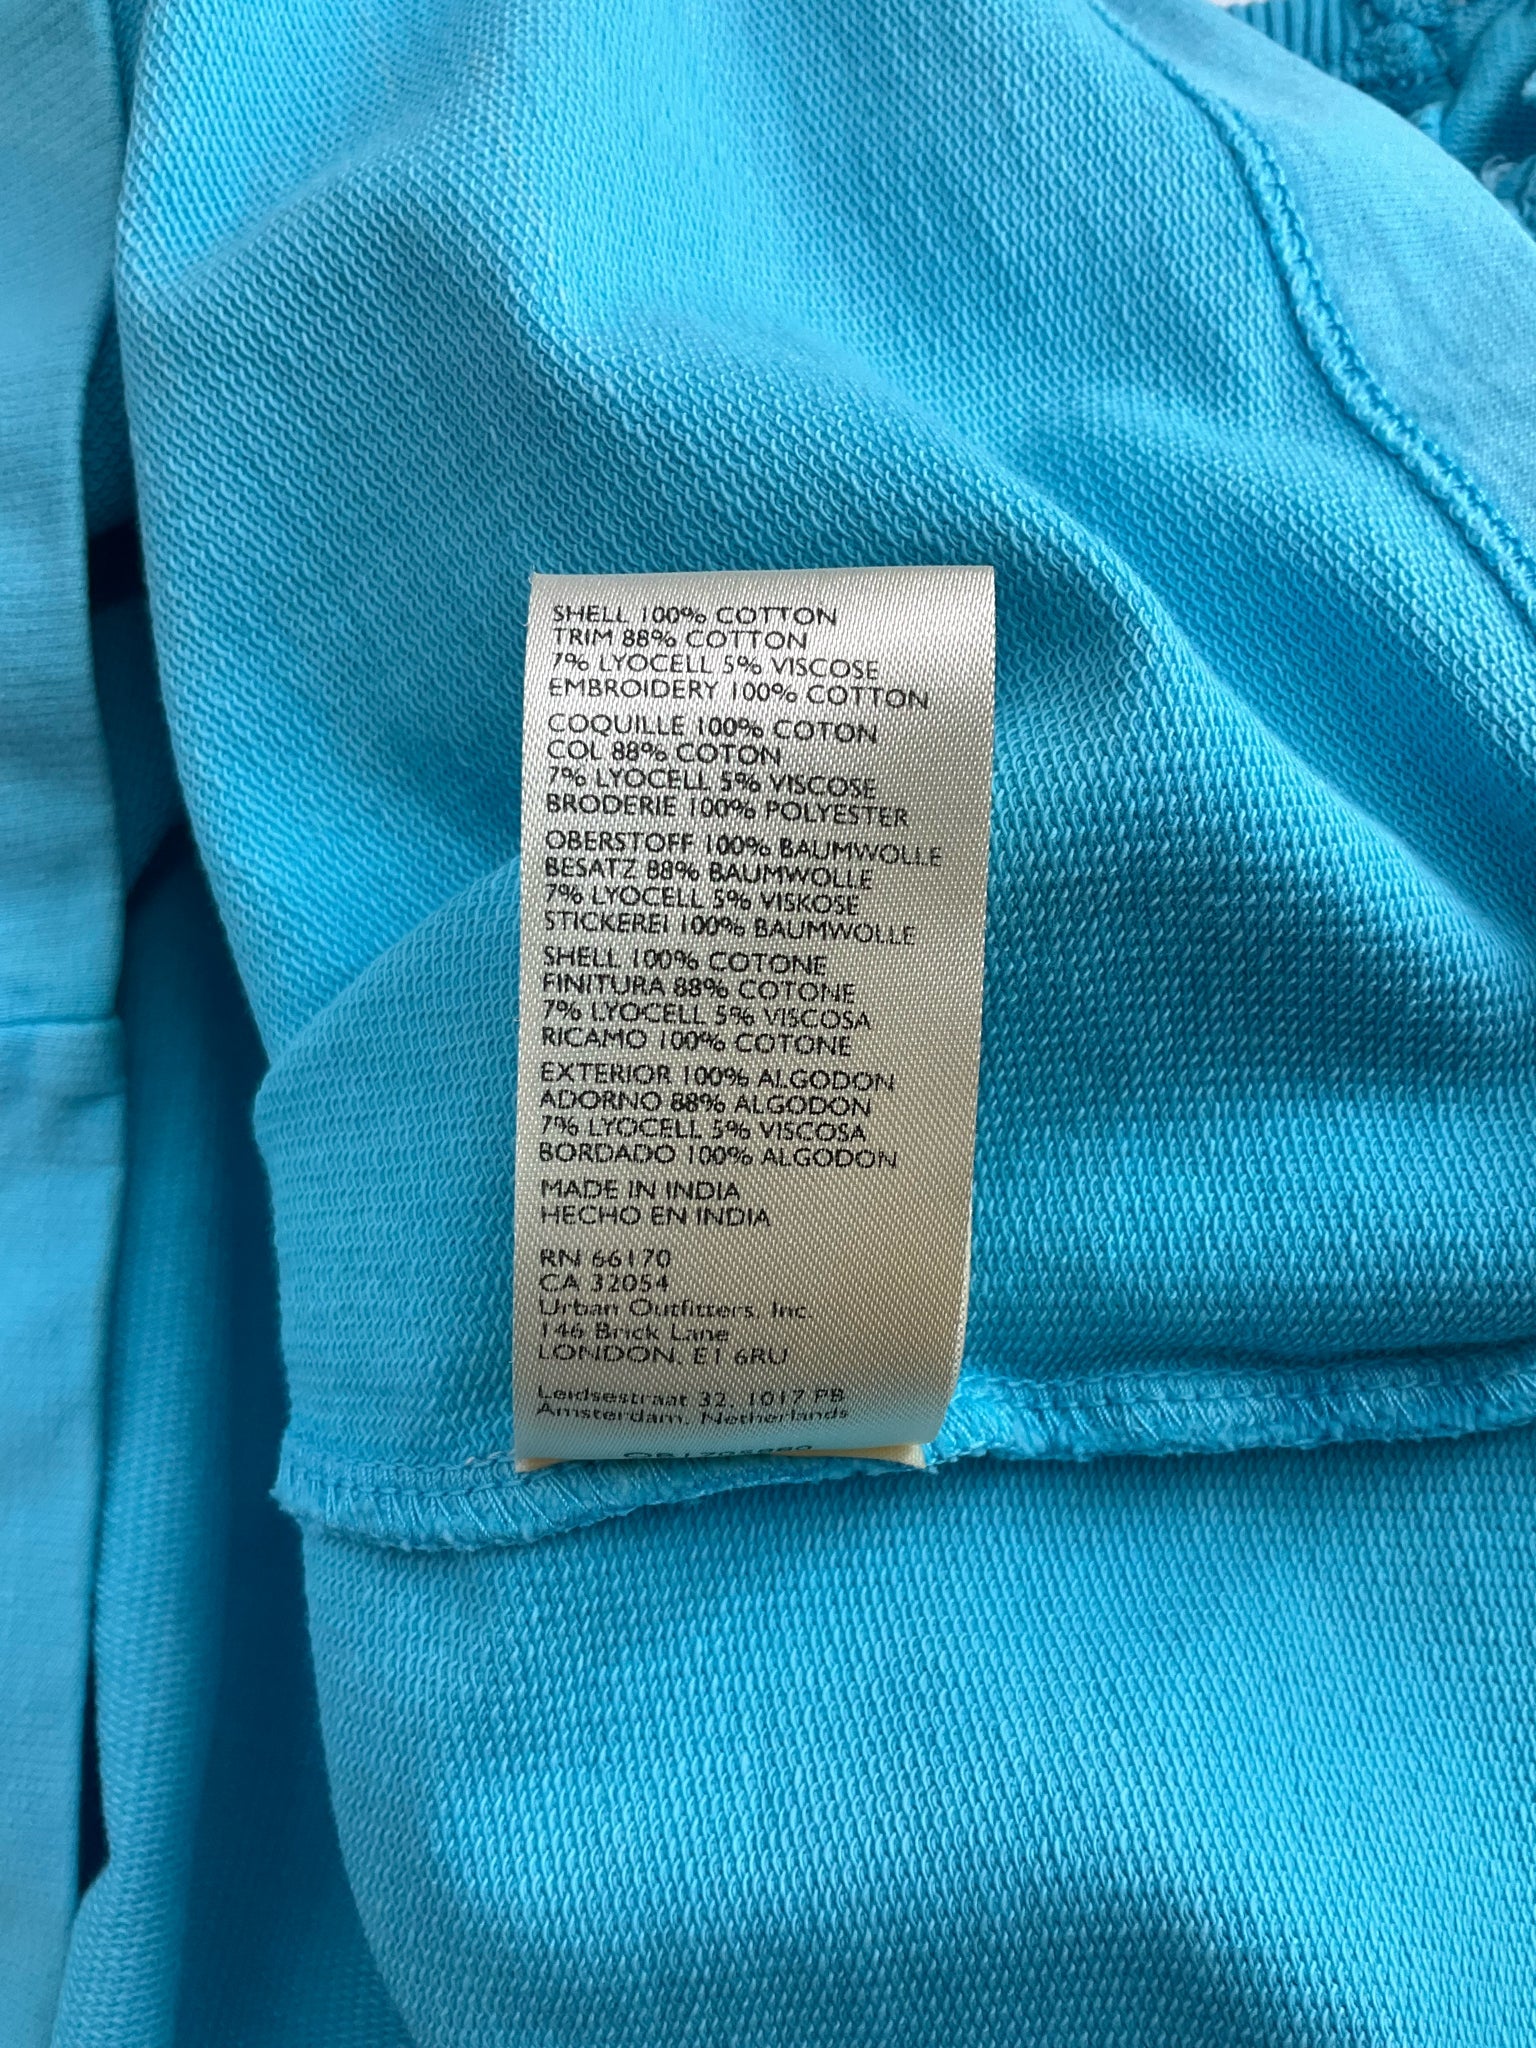 SHELL 100% COTTON
TRIM 88% COTTON
7% LYOCELL 5% VISCOSE
EMBROIDERY 100% COTTON
COQUILLE 100% COTON
COL 88% COTON
7% LYOCELL 5% VISCOSE
BRODERIE 100% POLYESTER
OBERSTOFF 100% BAUMWOLLE
BESATZ 88% BAUMWOLLE
7% LYOCELL 5% VISKOSE
STICKEREI 100% BAUMWOLLE
SHELL 100% COTONE
FINITURA 88% COTONE
7% LYOCELL 5% VISCOSA
RICAMO 100% COTONE
EXTERIOR 100% ALGODON
ADORNO 88% ALGODON
7% LYOCELL 5% VISCOSA
BORDADO 100% ALGODON
MADE IN INDIA
HECHO EN INDIA
RN 66170
CA 32054
Urban Outfitters, Inc.
146 Brick Lane
LONDON, E1 6RU
Leidsestraat 32, 1017 PB
Amsterdam, Netherlands